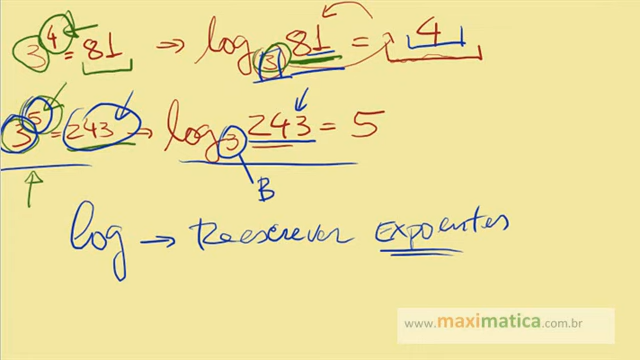 3⁴ = 81 → log₃ 81 = 4
3⁵ = 243 → log₃ 243 = 5
B
log → Reescrever Expoentes
www.maximatica.com.br